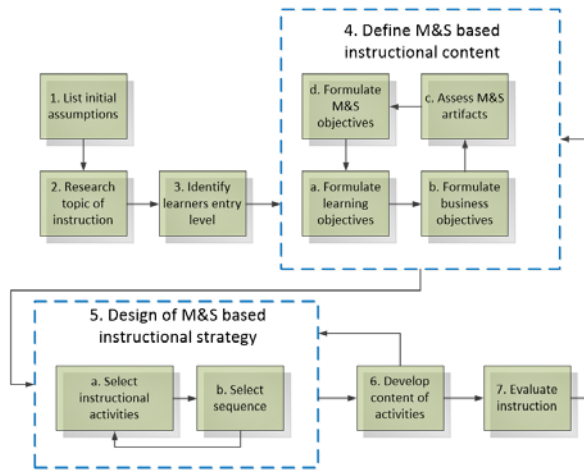 4. Define M&S based
instructional content
1. List initial
assumptions
d. Formulate
M&S
objectives
c. Assess M&S
artifacts
2. Research
topic of
instruction
3. Identify
learners entry
level
a. Formulate
learning
objectives
b. Formulate
business
objectives
5. Design of M&S based
instructional strategy
a. Select
instructional
activities
b. Select
sequence
6. Develop
content of
activities
7. Evaluate
instruction